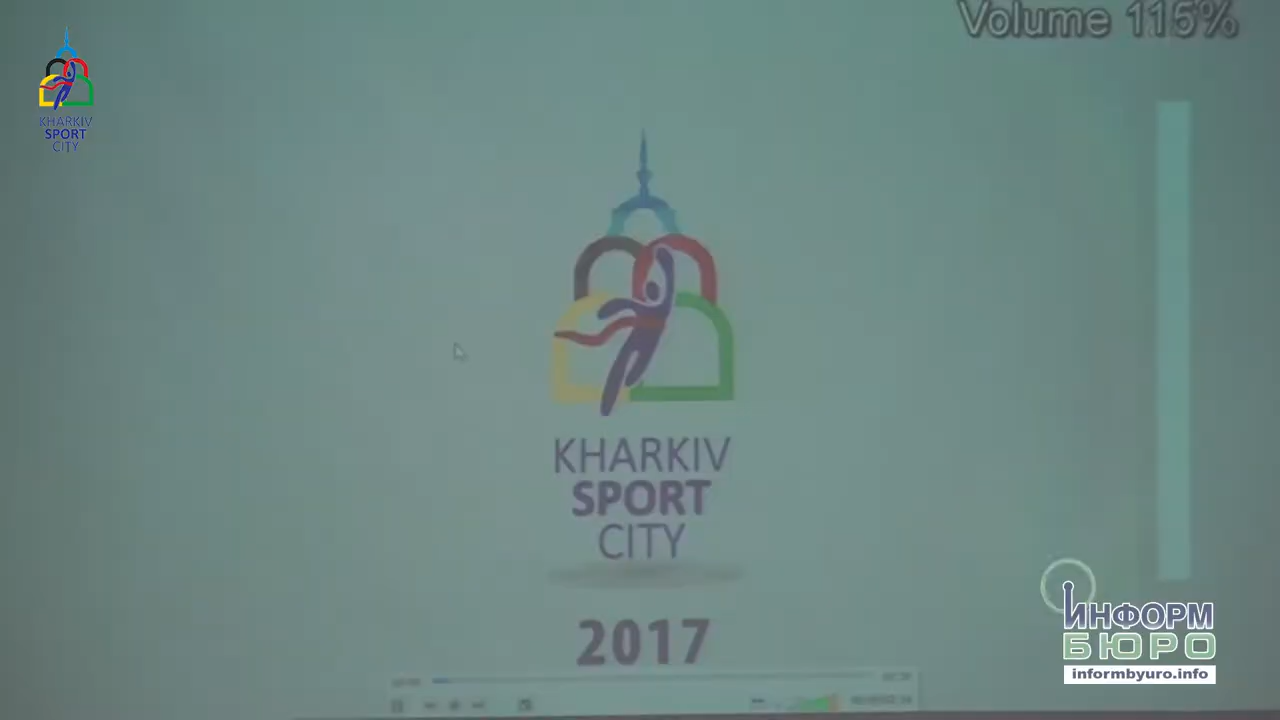 Volume 115%
KHARKIV
SPORT
CITY
KHARKIV
SPORT
CITY
2017
ИНФОРМ
БЮРО
informbyuro.info